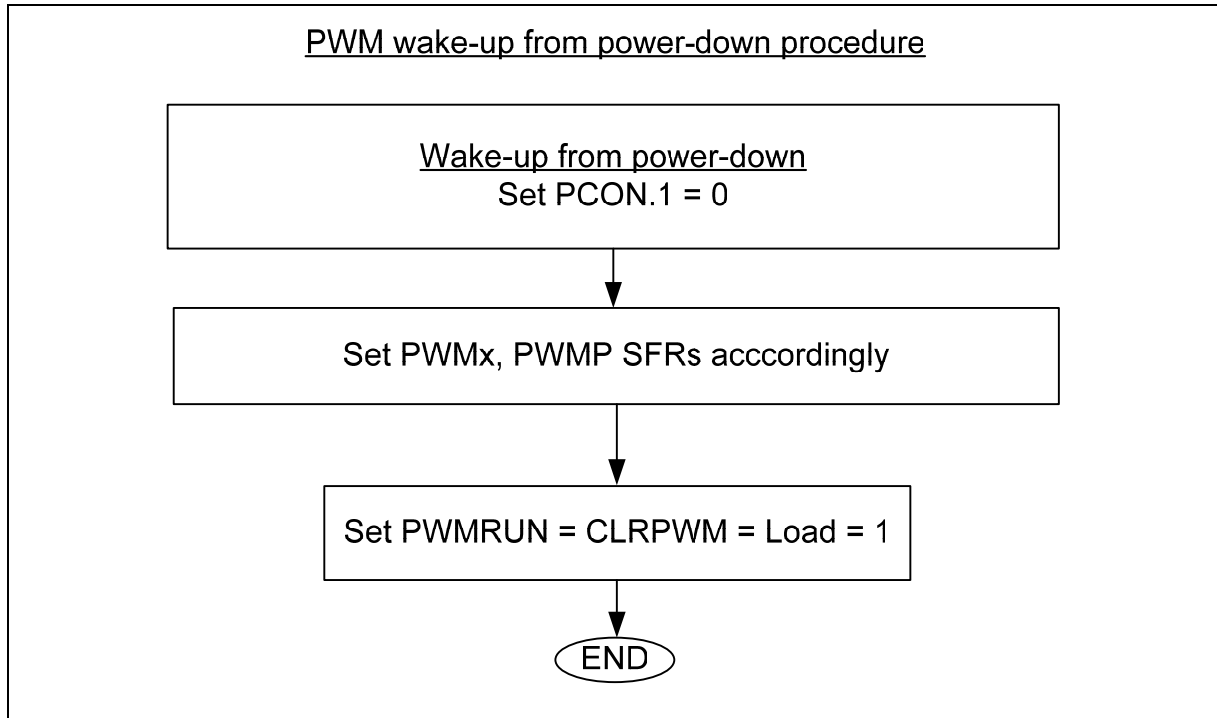 PWM wake-up from power-down procedure
Wake-up from power-down
Set PCON.1 = 0
Set PWMx, PWMP SFRs acccordingly
Set PWMRUN = CLRPWM = Load = 1
END